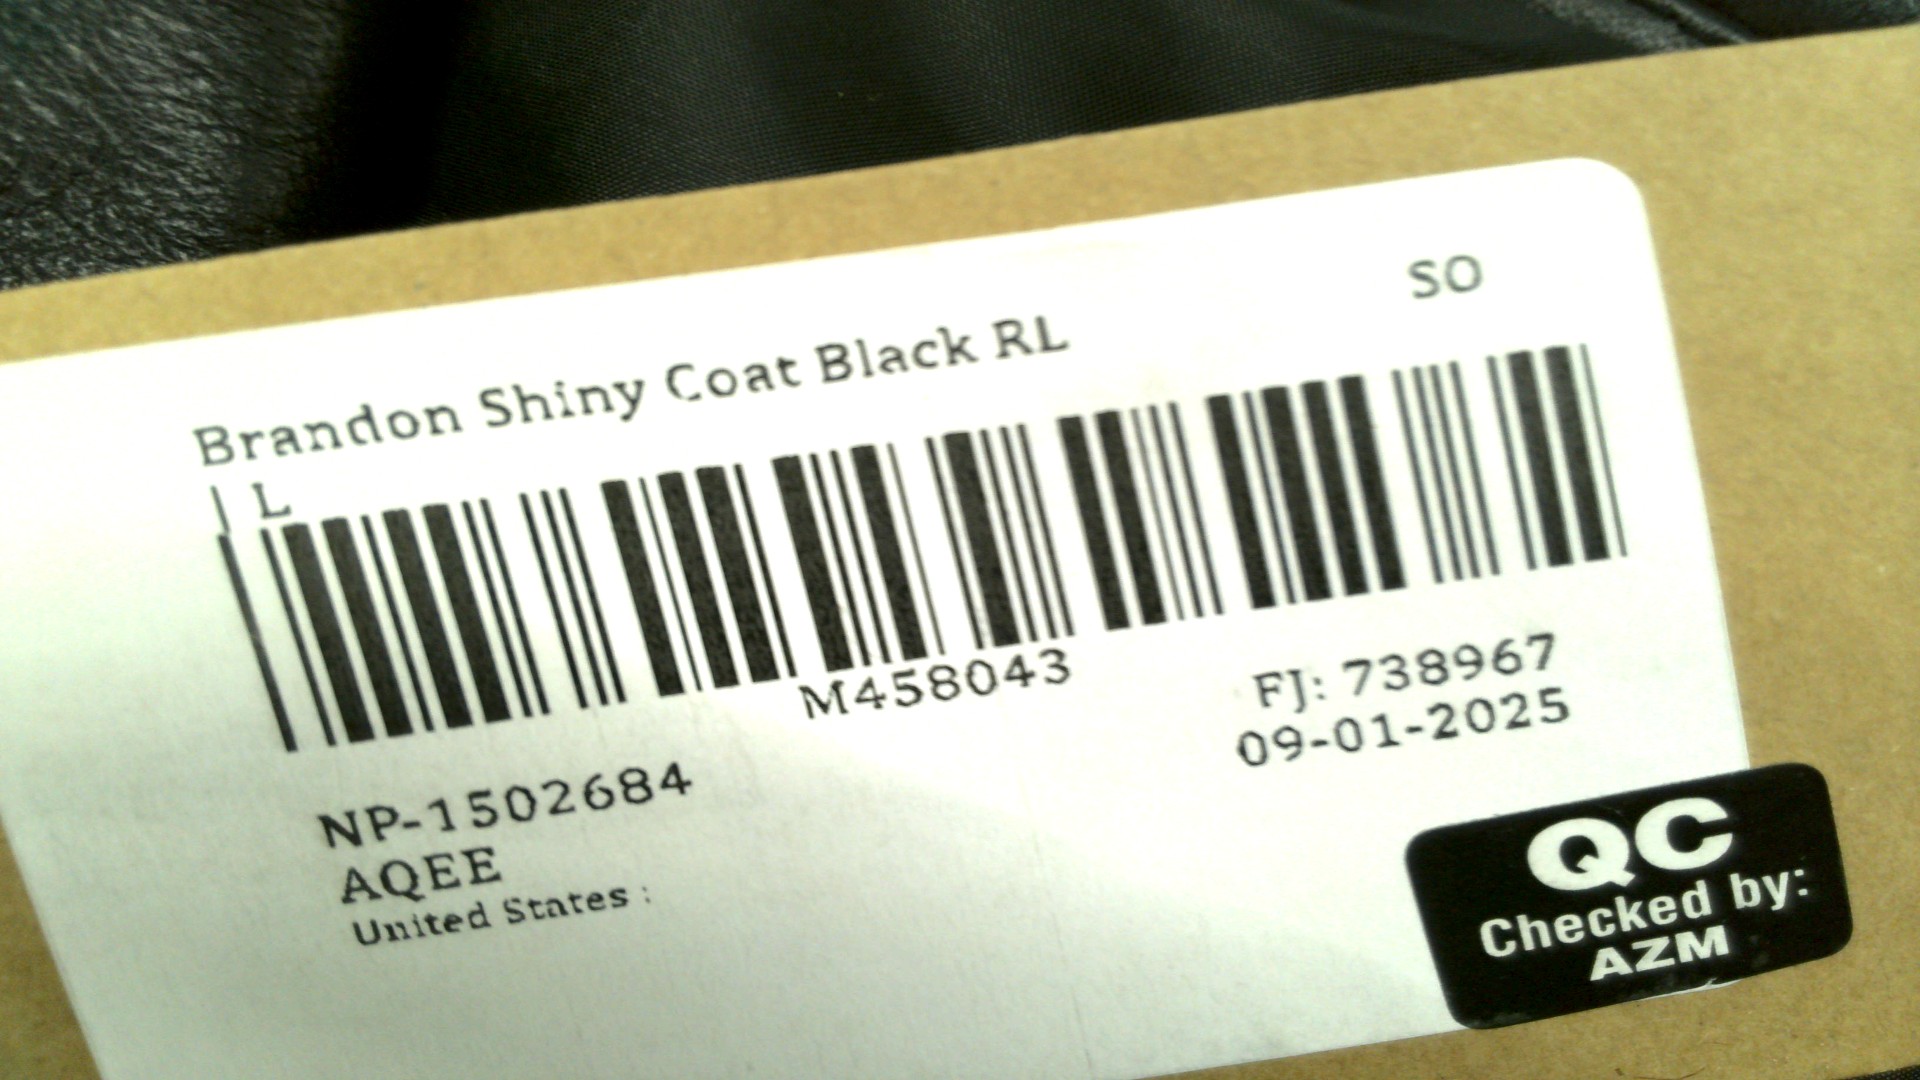 SO
Brandon Shiny Coat Black RL
| L
M458043
FJ: 738967
09-01-2025
NP-1502684
AQEE
United States :
QC
Checked by:
AZM